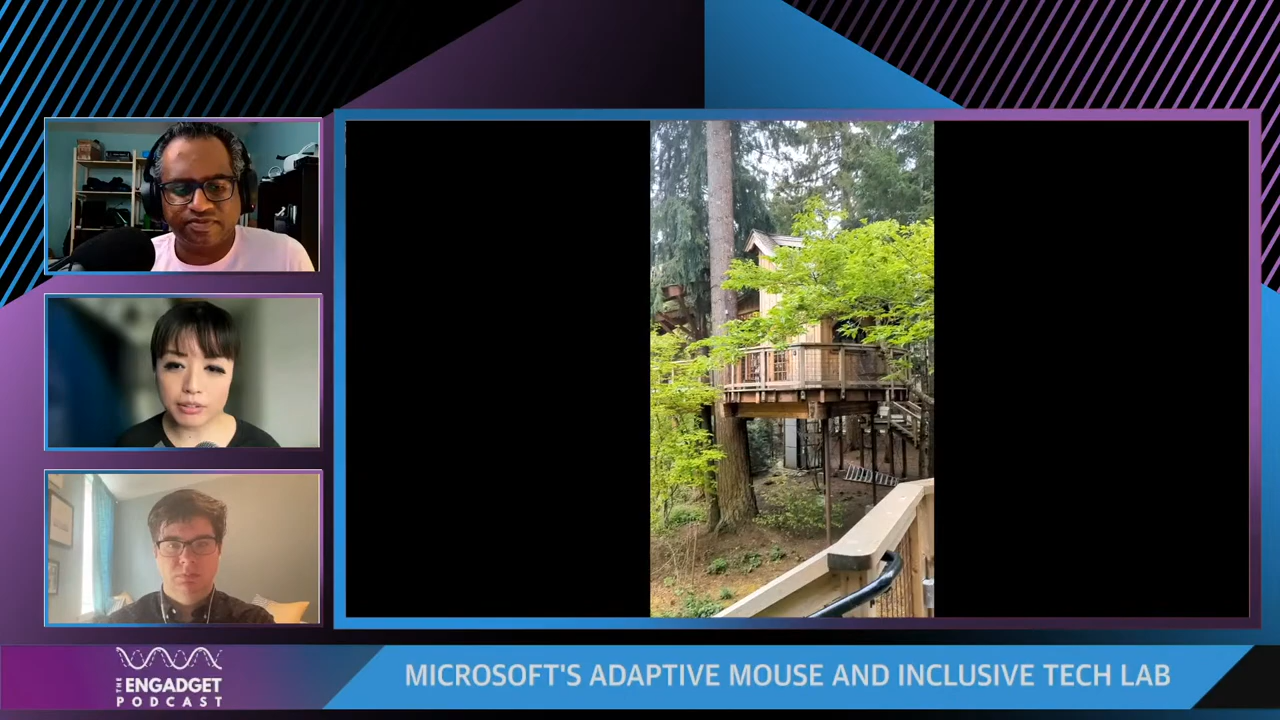 THE
ENGADGET
PODCAST
MICROSOFT'S ADAPTIVE MOUSE AND INCLUSIVE TECH LAB